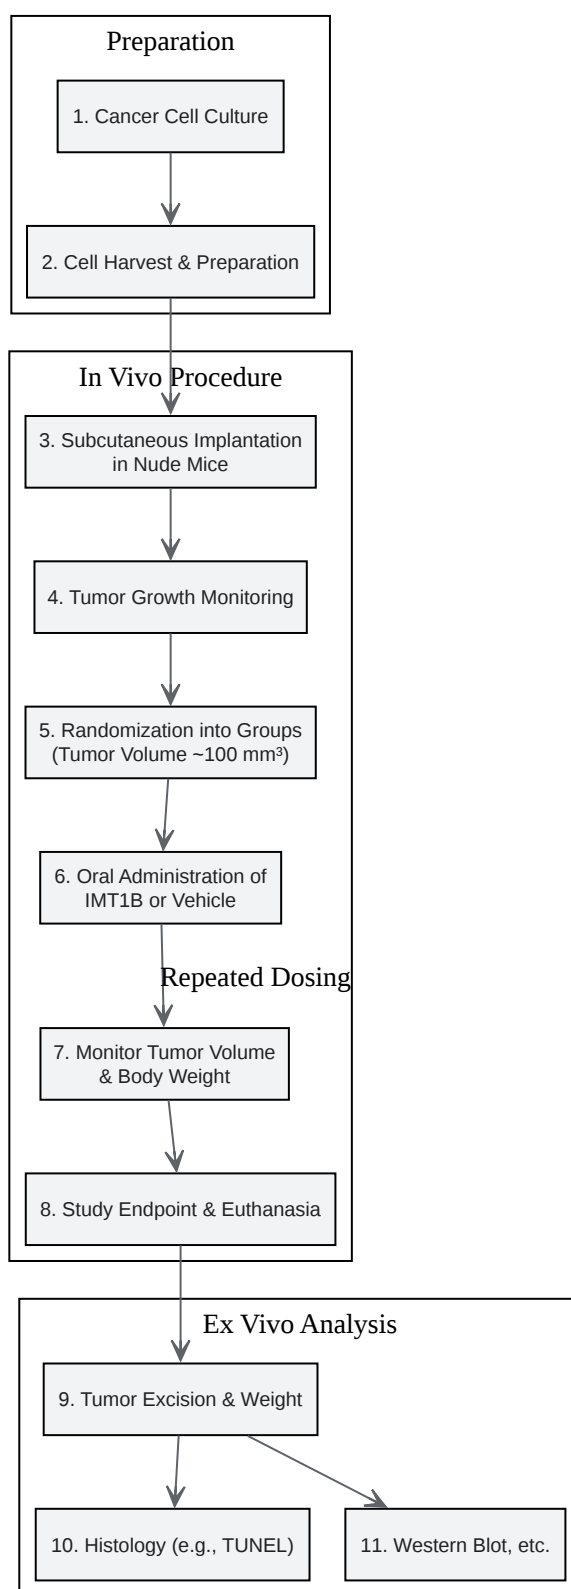 Preparation
1. Cancer Cell Culture
2. Cell Harvest & Preparation
In Vivo Procedure
3. Subcutaneous Implantation
in Nude Mice
4. Tumor Growth Monitoring
5. Randomization into Groups
(Tumor Volume ~100 mm³)
6. Oral Administration of
IMT1B or Vehicle
Repeated Dosing
7. Monitor Tumor Volume
& Body Weight
8. Study Endpoint & Euthanasia
Ex Vivo Analysis
9. Tumor Excision & Weight
10. Histology (e.g., TUNEL)
11. Western Blot, etc.